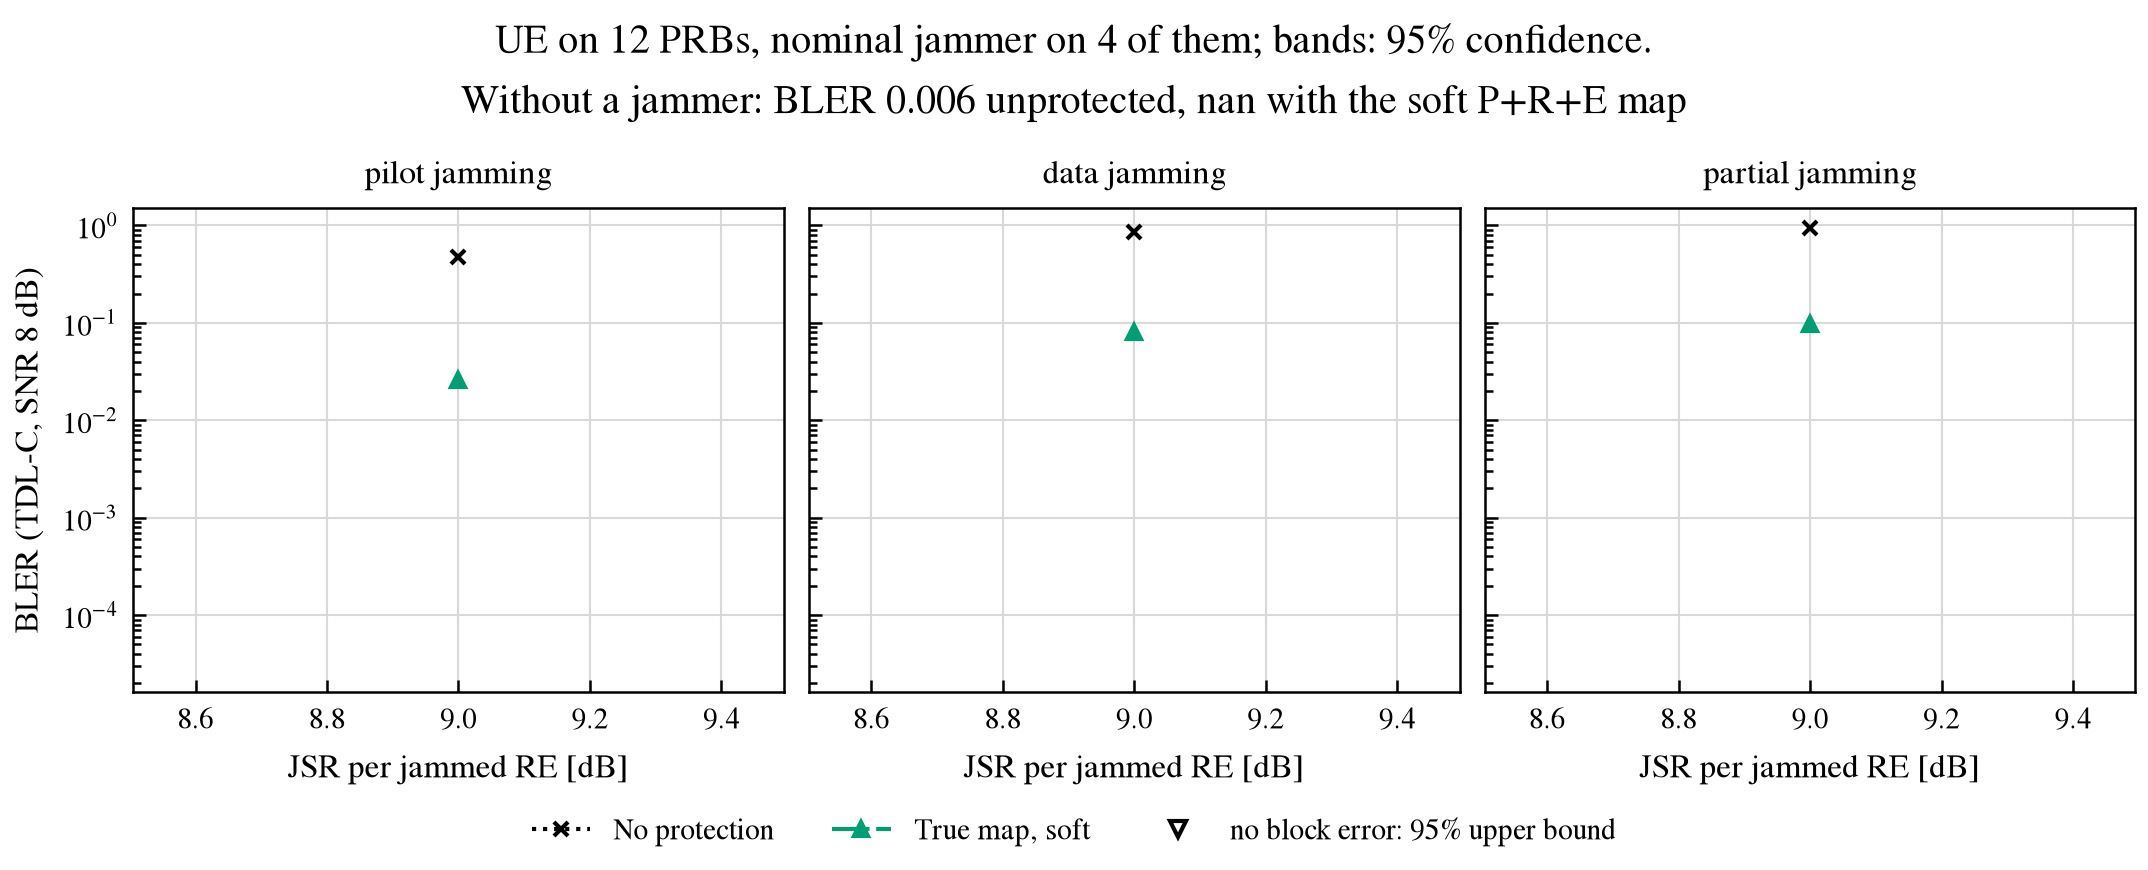 UE on 12 PRBs, nominal jammer on 4 of them; bands: 95% confidence.
Without a jammer: BLER 0.006 unprotected, nan with the soft P+R+E map
pilot jamming
data jamming
partial jamming
BLER (TDL-C, SNR 8 dB)
10⁰
10⁻¹
10⁻²
10⁻³
10⁻⁴
8.6 8.8 9.0 9.2 9.4
8.6 8.8 9.0 9.2 9.4
8.6 8.8 9.0 9.2 9.4
JSR per jammed RE [dB]
JSR per jammed RE [dB]
JSR per jammed RE [dB]
No protection
True map, soft
no block error: 95% upper bound